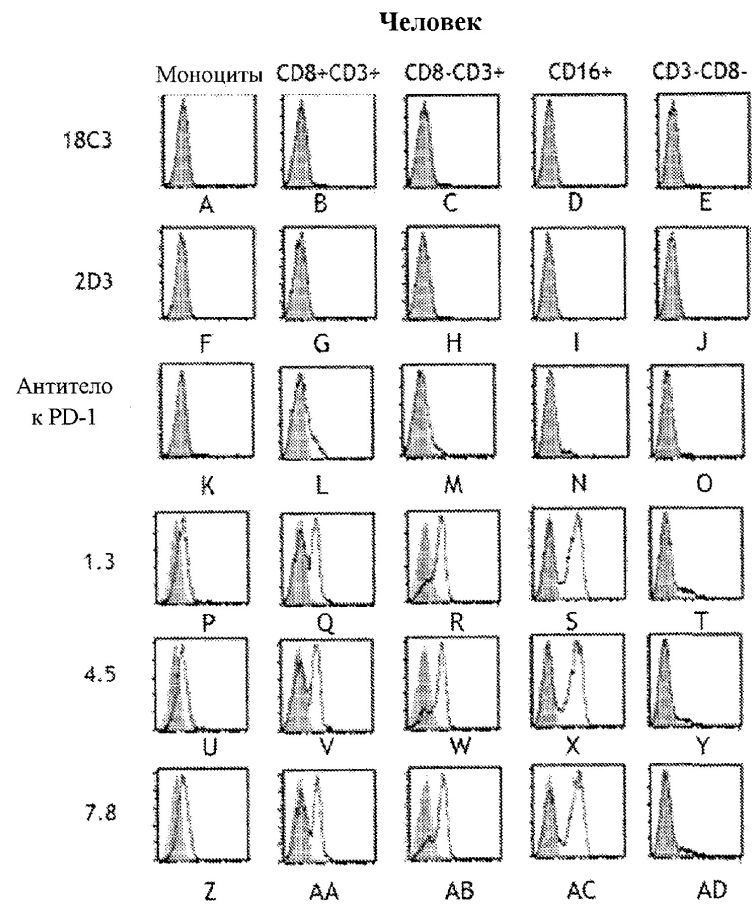 Человек
Моноциты CD8+CD3+ CD8-CD3+ CD16+ CD3-CD8-
18C3
A B C D E
2D3
F G H I J
Антитело
к PD-1
K L M N O
1.3
P Q R S T
4.5
U V W X Y
7.8
Z AA AB AC AD